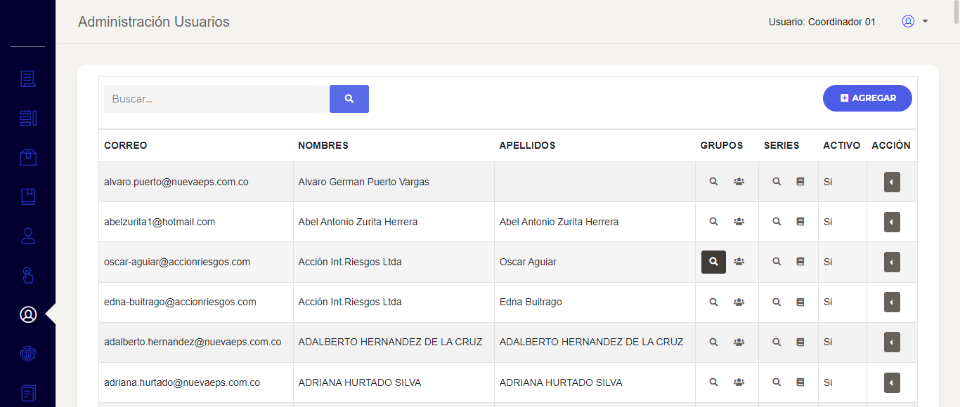 Administración Usuarios
Usuario: Coordinador 01
Buscar...
AGREGAR
CORREO NOMBRES APELLIDOS GRUPOS SERIES ACTIVO ACCIÓN
alvaro.puerto@nuevaeps.com.co Alvaro German Puerto Vargas Si
abelzurita1@hotmail.com Abel Antonio Zurita Herrera Abel Antonio Zurita Herrera Si
oscar-aguiar@accionriesgos.com Acción Int.Riesgos Ltda Oscar Aguiar Si
edna-buitrago@accionriesgos.com Acción Int.Riesgos Ltda Edna Buitrago Si
adalberto.hernandez@nuevaeps.com.co ADALBERTO HERNANDEZ DE LA CRUZ ADALBERTO HERNANDEZ DE LA CRUZ Si
adriana.hurtado@nuevaeps.com.co ADRIANA HURTADO SILVA ADRIANA HURTADO SILVA Si